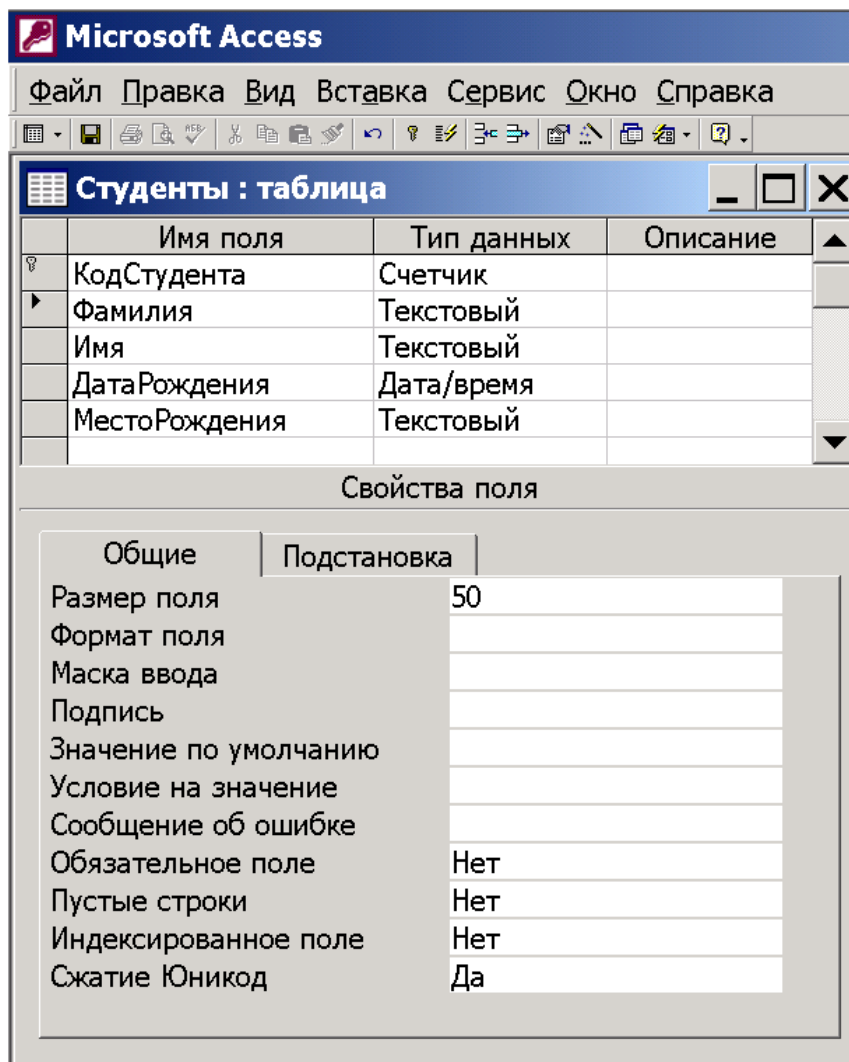 Microsoft Access
Файл Правка Вид Вставка Сервис Окно Справка
Студенты : таблица
Имя поля Тип данных Описание
КодСтудента Счетчик
Фамилия Текстовый
Имя Текстовый
ДатаРождения Дата/время
МестоРождения Текстовый
Свойства поля
Общие Подстановка
Размер поля 50
Формат поля
Маска ввода
Подпись
Значение по умолчанию
Условие на значение
Сообщение об ошибке
Обязательное поле Нет
Пустые строки Нет
Индексированное поле Нет
Сжатие Юникод Да